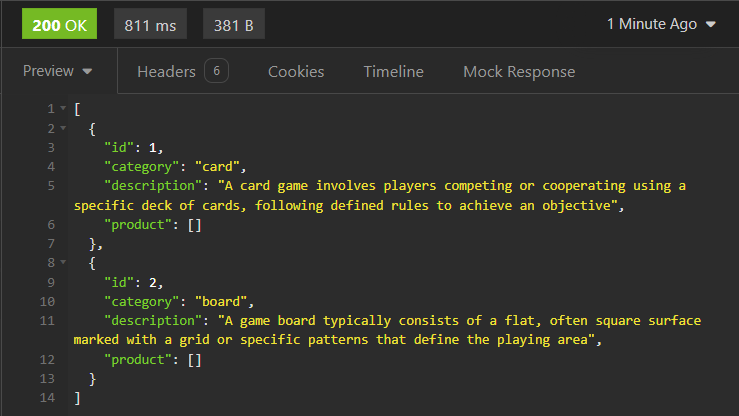 200 OK 811 ms 381 B 1 Minute Ago
Preview Headers 6 Cookies Timeline Mock Response
1 [
2 {
3 "id": 1,
4 "category": "card",
5 "description": "A card game involves players competing or cooperating using a
specific deck of cards, following defined rules to achieve an objective",
6 "product": []
7 },
8 {
9 "id": 2,
10 "category": "board",
11 "description": "A game board typically consists of a flat, often square surface
marked with a grid or specific patterns that define the playing area",
12 "product": []
13 }
14 ]